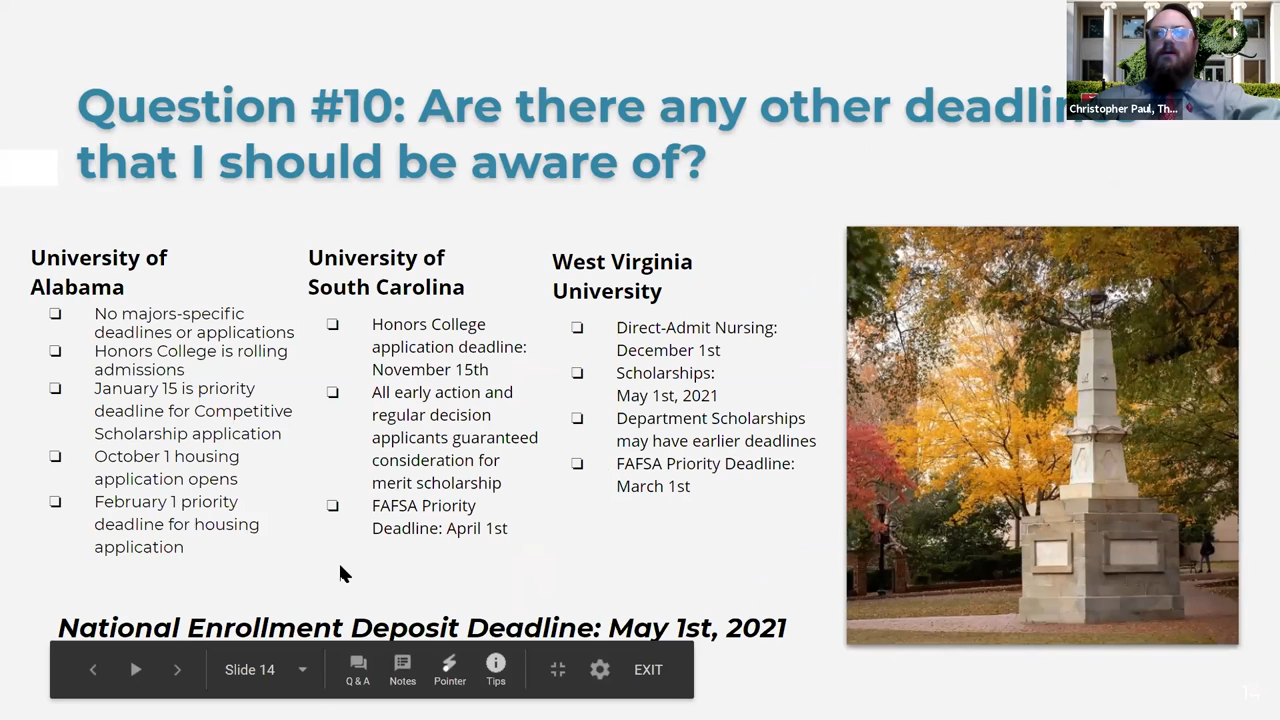 Question #10: Are there any other deadlines
that I should be aware of?
Christopher Paul, Th...
University of
Alabama
No majors-specific
deadlines or applications
Honors College is rolling
admissions
January 15 is priority
deadline for Competitive
Scholarship application
October 1 housing
application opens
February 1 priority
deadline for housing
application
University of
South Carolina
Honors College
application deadline:
November 15th
All early action and
regular decision
applicants guaranteed
consideration for
merit scholarship
FAFSA Priority
Deadline: April 1st
West Virginia
University
Direct-Admit Nursing:
December 1st
Scholarships:
May 1st, 2021
Department Scholarships
may have earlier deadlines
FAFSA Priority Deadline:
March 1st
National Enrollment Deposit Deadline: May 1st, 2021
Slide 14
Q & A
Notes
Pointer
Tips
EXIT
14